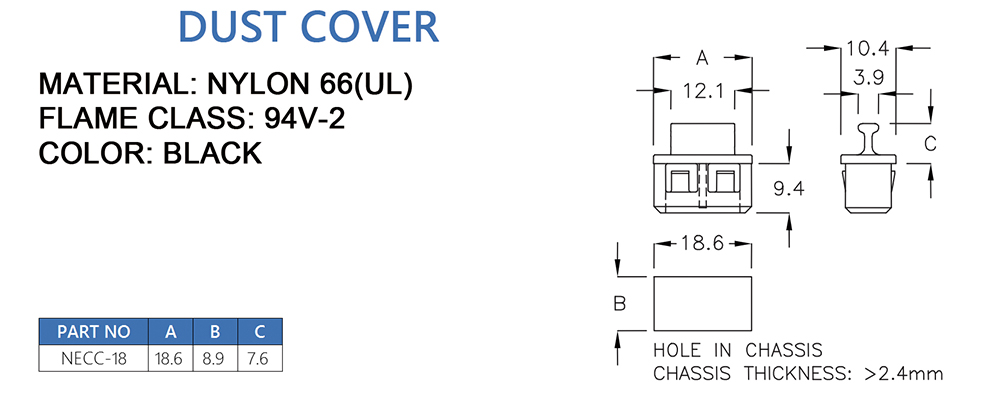 DUST COVER
MATERIAL: NYLON 66(UL)
FLAME CLASS: 94V-2
COLOR: BLACK
A
12.1
9.4
10.4
3.9
C
18.6
B
HOLE IN CHASSIS
CHASSIS THICKNESS: >2.4mm
PART NO A B C
NECC-18 18.6 8.9 7.6